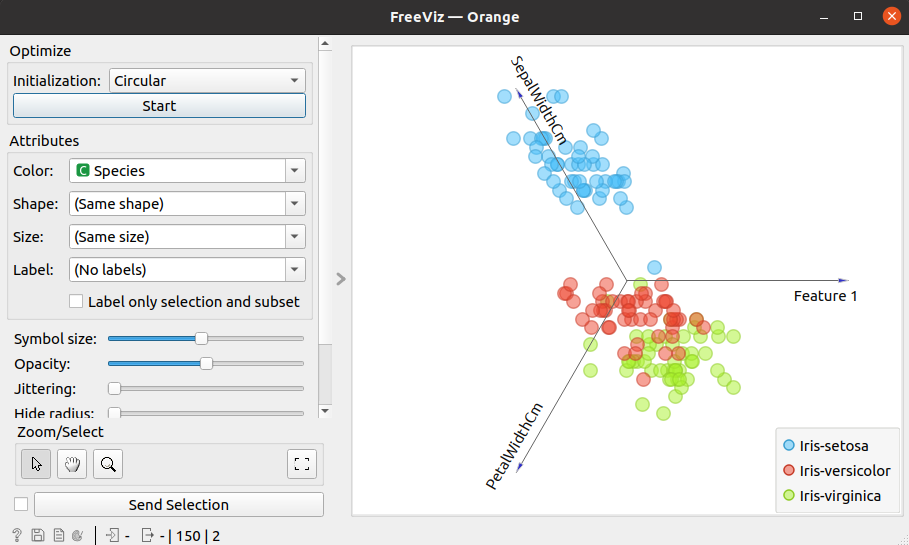 FreeViz — Orange
Optimize
Initialization: Circular
Start
Attributes
Color: C Species
Shape: (Same shape)
Size: (Same size)
Label: (No labels)
Label only selection and subset
Symbol size:
Opacity:
Jittering:
Hide radius:
Zoom/Select
Send Selection
? - - | 150 | 2
SepalWidthCm
Feature 1
PetalWidthCm
Iris-setosa
Iris-versicolor
Iris-virginica